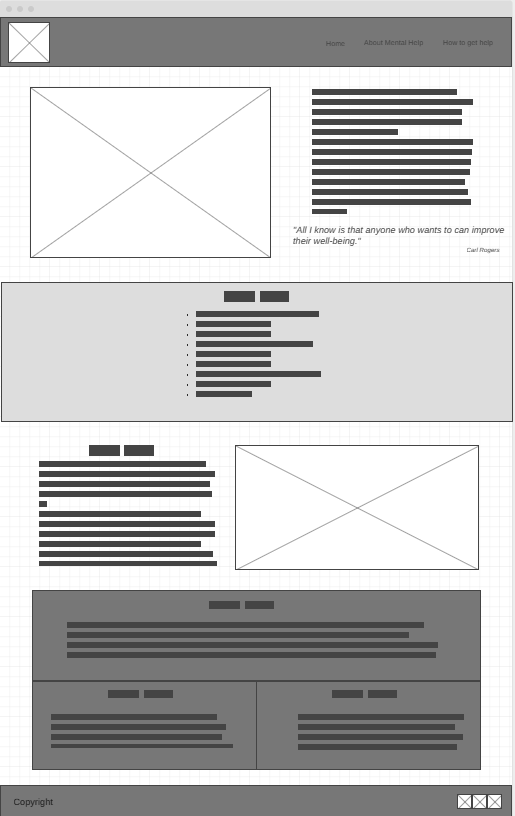 Home About Mental Help How to get help
"All I know is that anyone who wants to can improve
their well-being."
Carl Rogers
Copyright